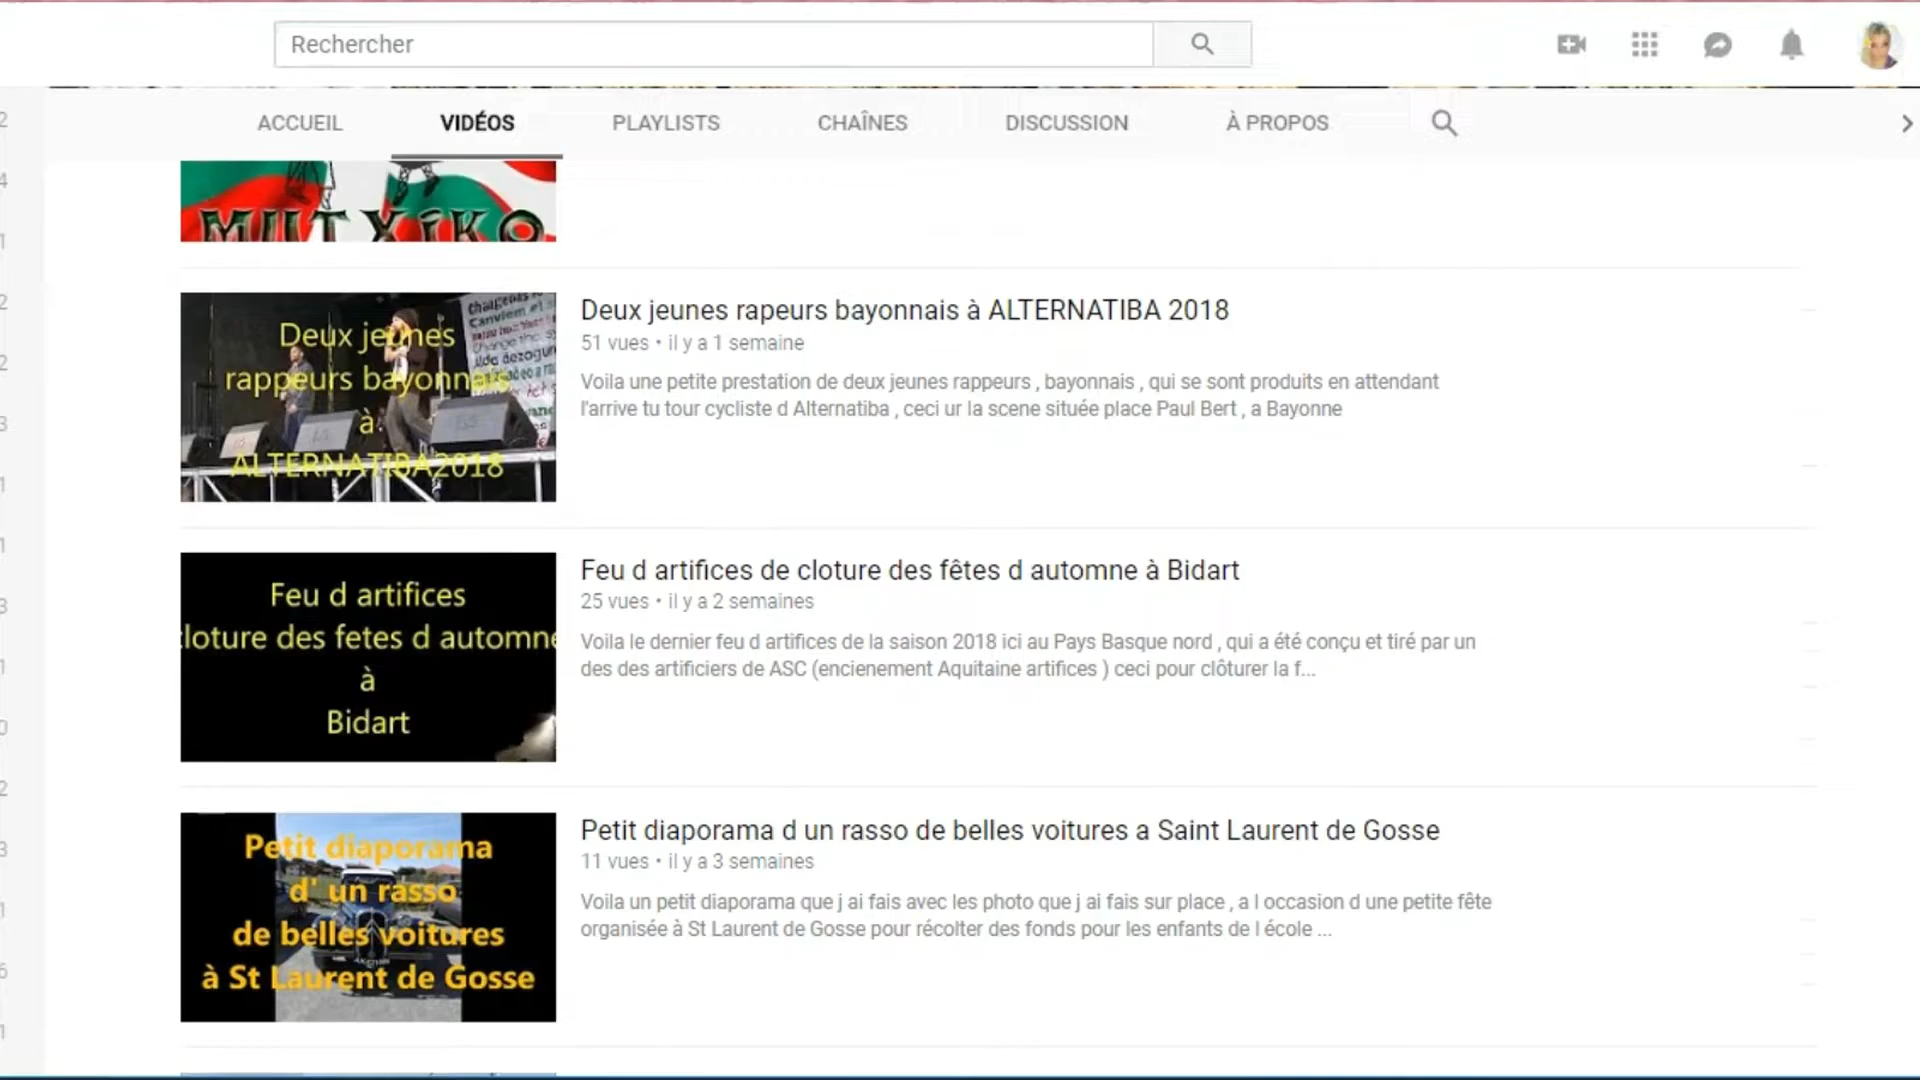 Rechercher
ACCUEIL
VIDÉOS
PLAYLISTS
CHAÎNES
DISCUSSION
À PROPOS
MUTXIKO
Deux jeunes
rappeurs bayonnais
à
ALTERNATIBA2018
Deux jeunes rapeurs bayonnais à ALTERNATIBA 2018
51 vues • il y a 1 semaine
Voila une petite prestation de deux jeunes rappeurs , bayonnais , qui se sont produits en attendant
l'arrive tu tour cycliste d Alternatiba , ceci ur la scene située place Paul Bert , a Bayonne
Feu d artifices
cloture des fetes d automne
à
Bidart
Feu d artifices de cloture des fêtes d automne à Bidart
25 vues • il y a 2 semaines
Voila le dernier feu d artifices de la saison 2018 ici au Pays Basque nord , qui a été conçu et tiré par un
des des artificiers de ASC (encienement Aquitaine artifices ) ceci pour clôturer la f...
Petit diaporama
d' un rasso
de belles voitures
à St Laurent de Gosse
Petit diaporama d un rasso de belles voitures a Saint Laurent de Gosse
11 vues • il y a 3 semaines
Voila un petit diaporama que j ai fais avec les photo que j ai fais sur place , a l occasion d une petite fête
organisée à St Laurent de Gosse pour récolter des fonds pour les enfants de l école ...